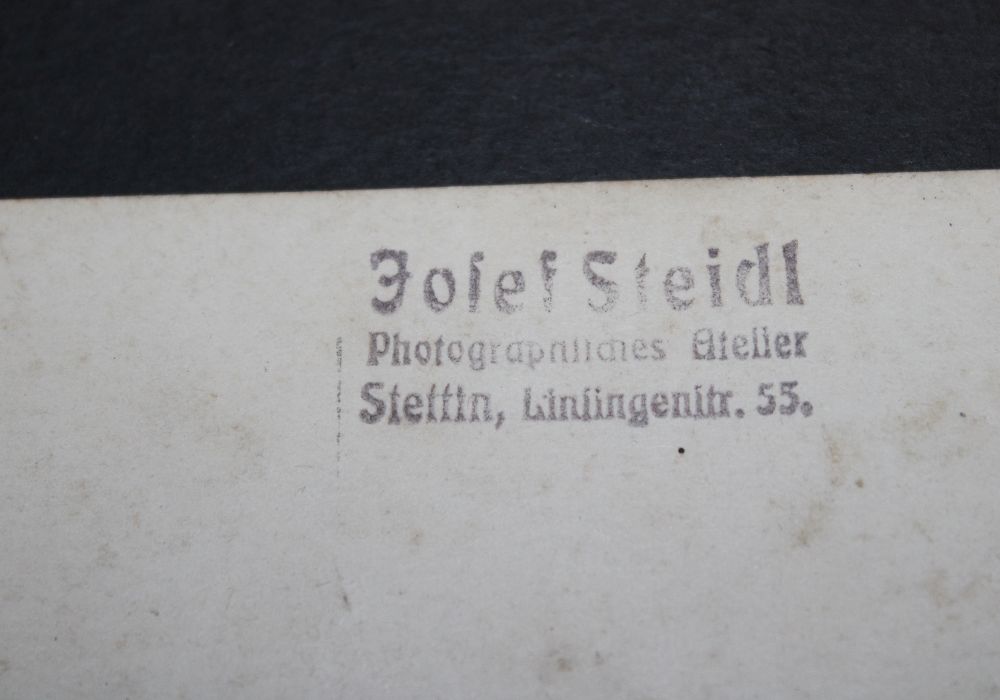 Josef Steidl
Photographisches Atelier
Stettin, Linsingenstr. 55.